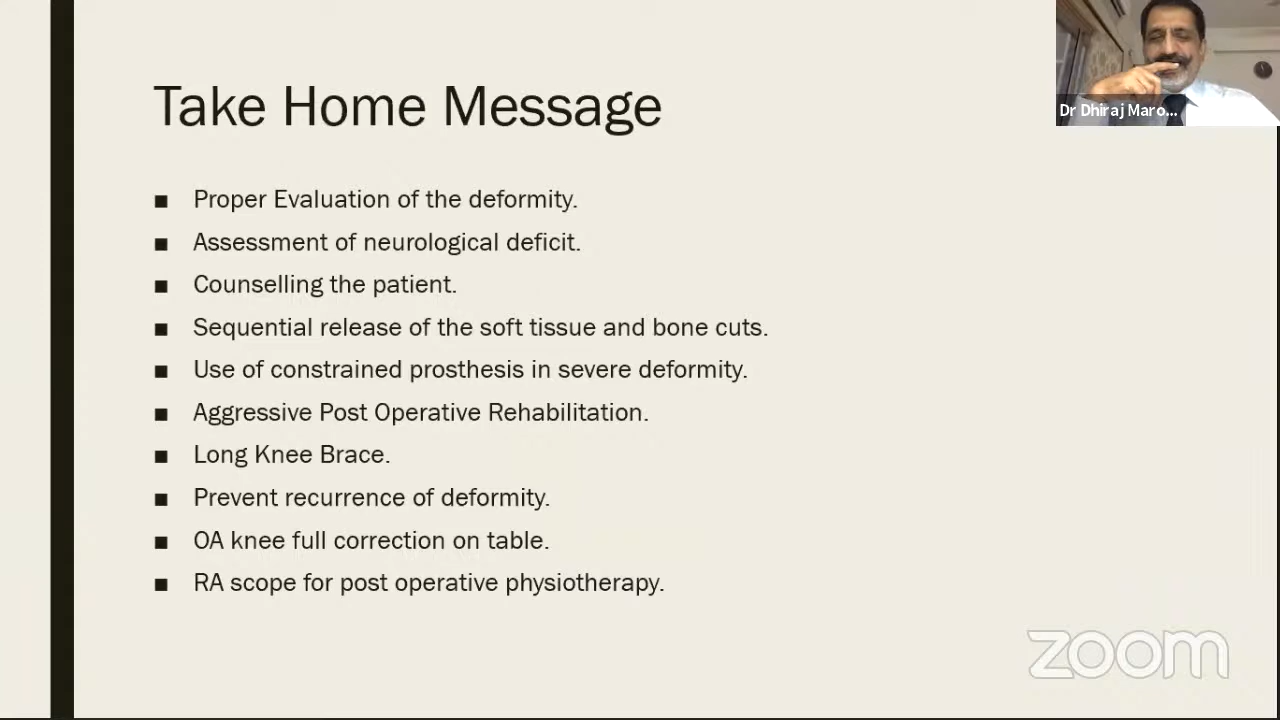 Take Home Message
Proper Evaluation of the deformity.
Assessment of neurological deficit.
Counselling the patient.
Sequential release of the soft tissue and bone cuts.
Use of constrained prosthesis in severe deformity.
Aggressive Post Operative Rehabilitation.
Long Knee Brace.
Prevent recurrence of deformity.
OA knee full correction on table.
RA scope for post operative physiotherapy.
Dr Dhiraj Maro...
zoom